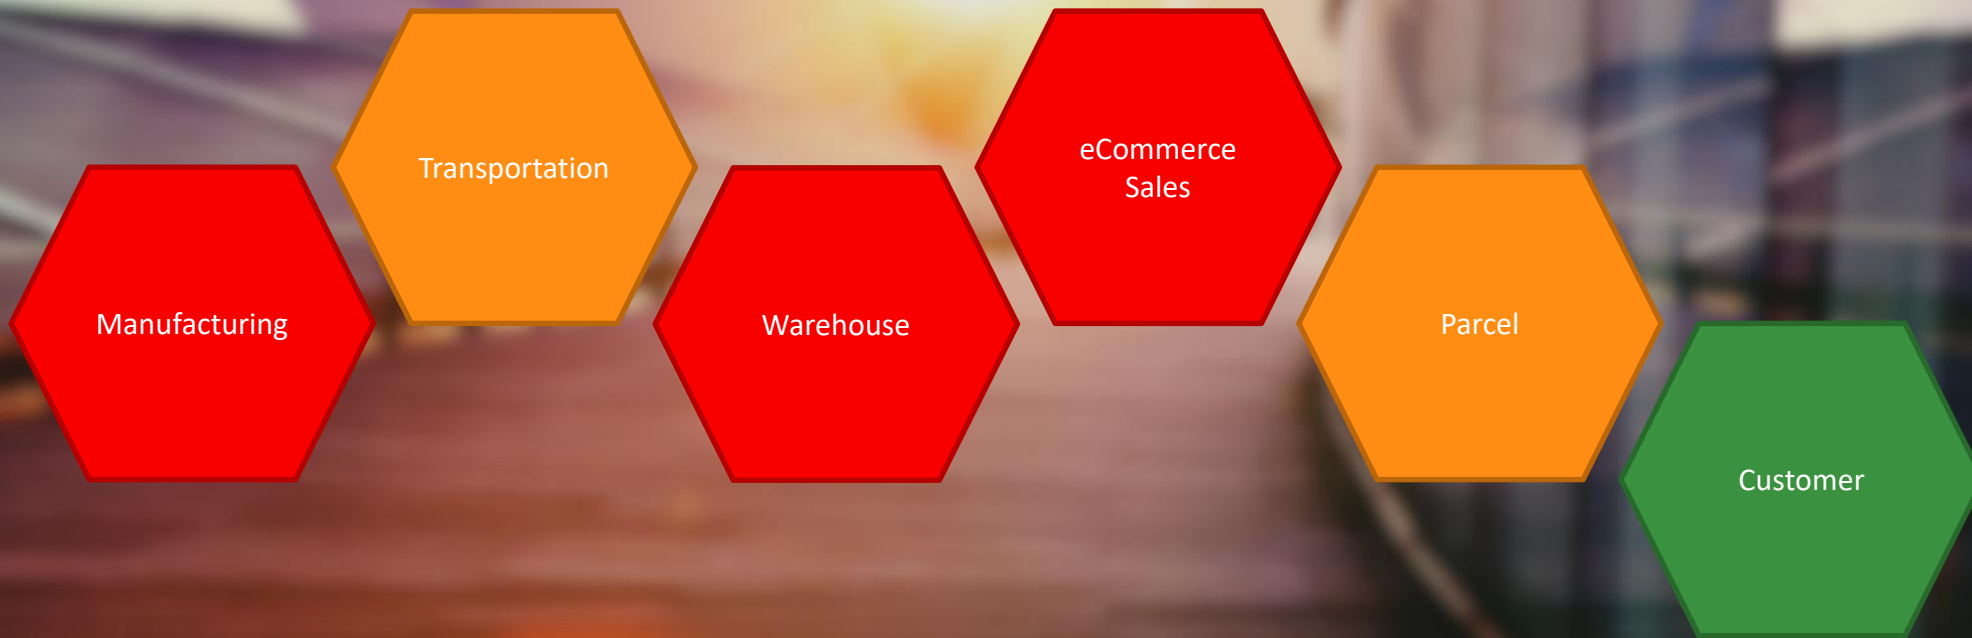 Manufacturing
Transportation
Warehouse
eCommerce
Sales
Parcel
Customer